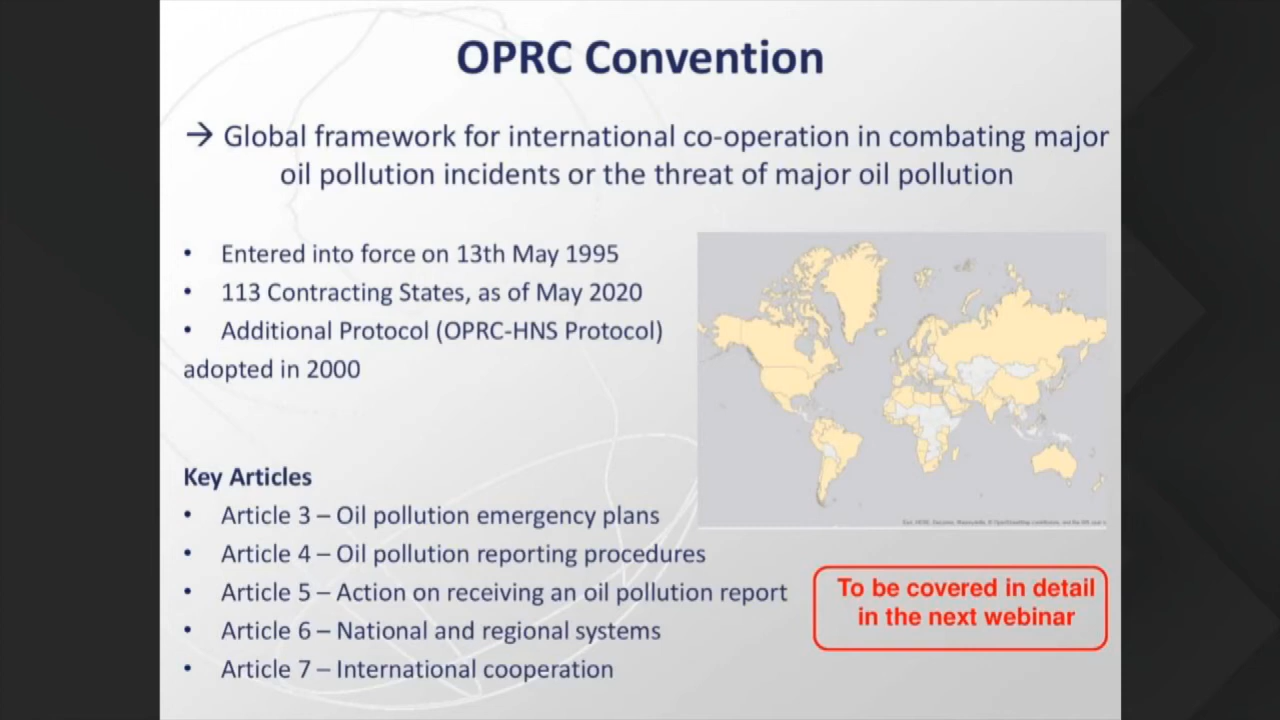 OPRC Convention
→ Global framework for international co-operation in combating major
oil pollution incidents or the threat of major oil pollution
• Entered into force on 13th May 1995
• 113 Contracting States, as of May 2020
• Additional Protocol (OPRC-HNS Protocol)
adopted in 2000
Key Articles
• Article 3 – Oil pollution emergency plans
• Article 4 – Oil pollution reporting procedures
• Article 5 – Action on receiving an oil pollution report
• Article 6 – National and regional systems
• Article 7 – International cooperation
To be covered in detail
in the next webinar